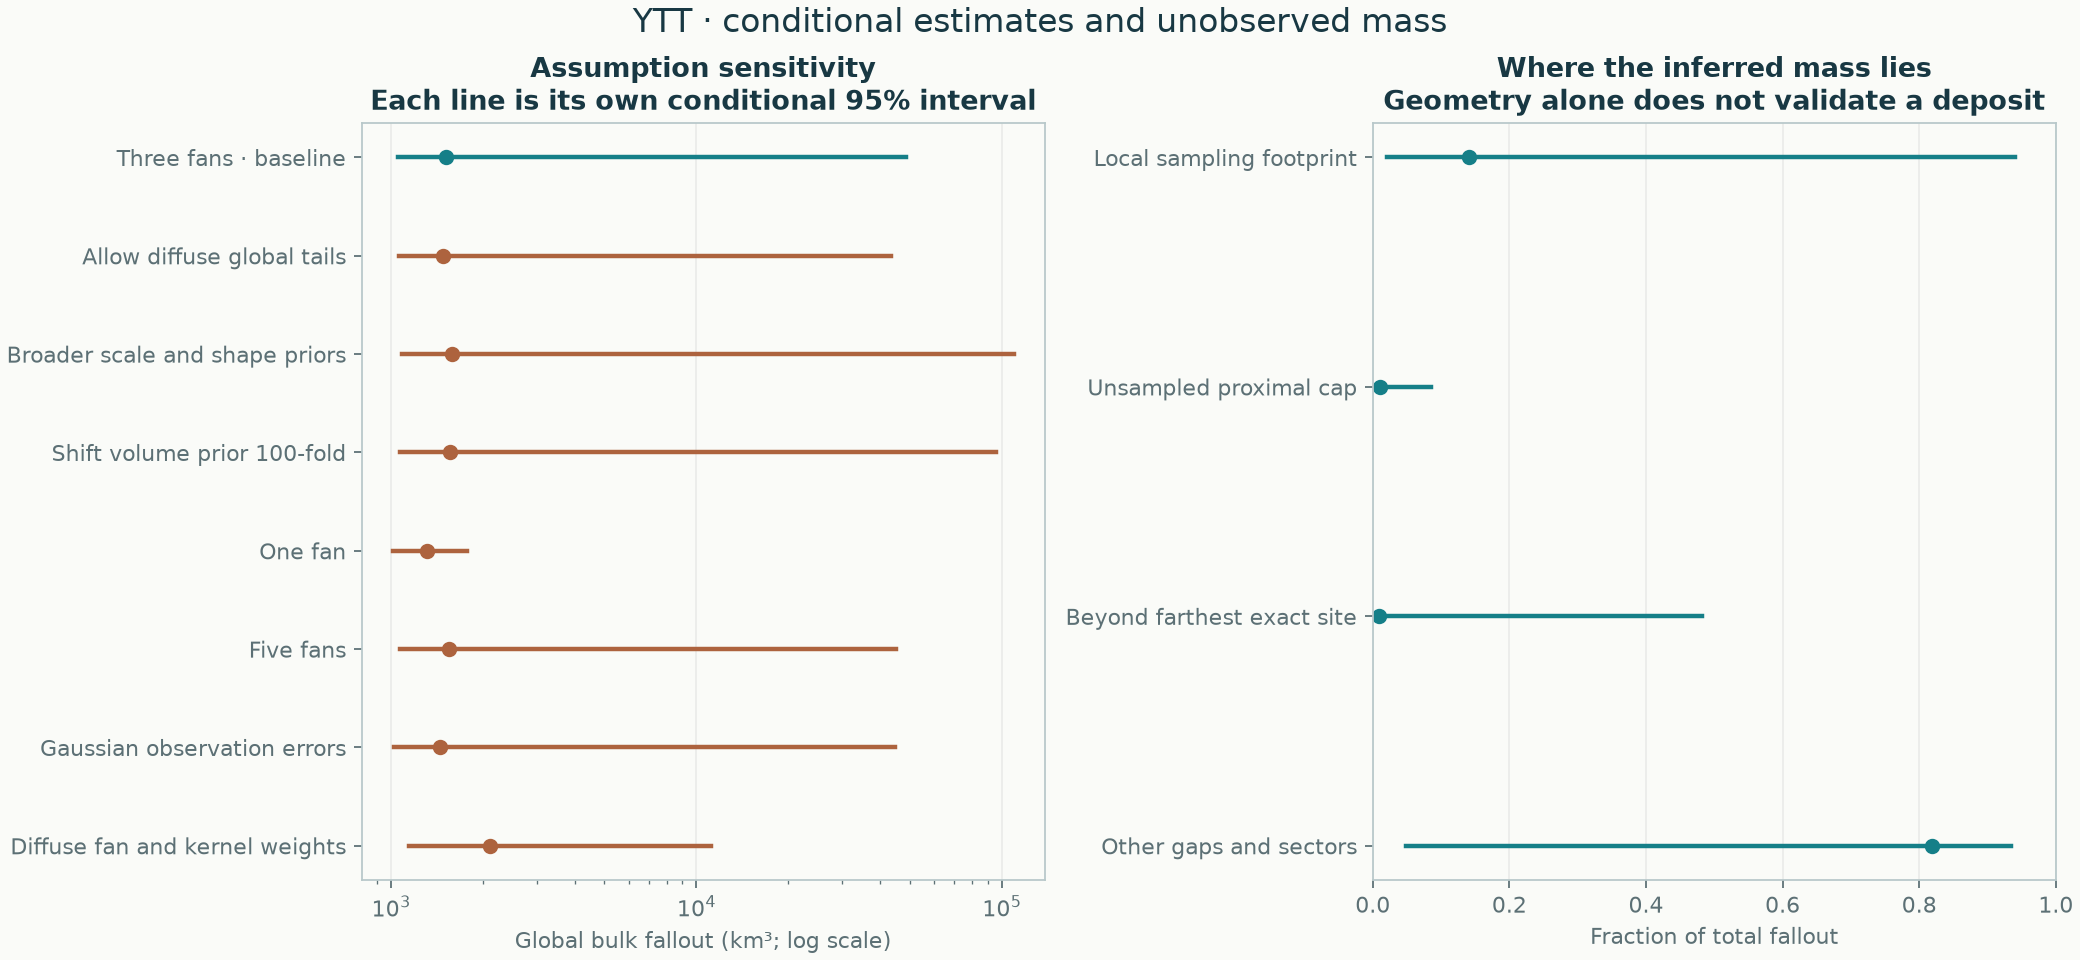 YTT · conditional estimates and unobserved mass
Assumption sensitivity
Each line is its own conditional 95% interval
Three fans · baseline
Allow diffuse global tails
Broader scale and shape priors
Shift volume prior 100-fold
One fan
Five fans
Gaussian observation errors
Diffuse fan and kernel weights
10³ 10⁴ 10⁵
Global bulk fallout (km³; log scale)
Where the inferred mass lies
Geometry alone does not validate a deposit
Local sampling footprint
Unsampled proximal cap
Beyond farthest exact site
Other gaps and sectors
0.0 0.2 0.4 0.6 0.8 1.0
Fraction of total fallout